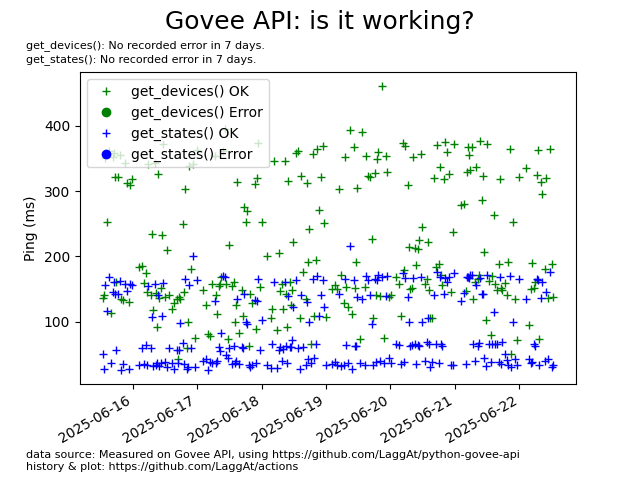 Govee API: is it working?
get_devices(): No recorded error in 7 days.
get_states(): No recorded error in 7 days.
get_devices() OK
get_devices() Error
get_states() OK
get_states() Error
Ping (ms)
400
300
200
100
2025-06-16
2025-06-17
2025-06-18
2025-06-19
2025-06-20
2025-06-21
2025-06-22
data source: Measured on Govee API, using https://github.com/LaggAt/python-govee-api
history & plot: https://github.com/LaggAt/actions